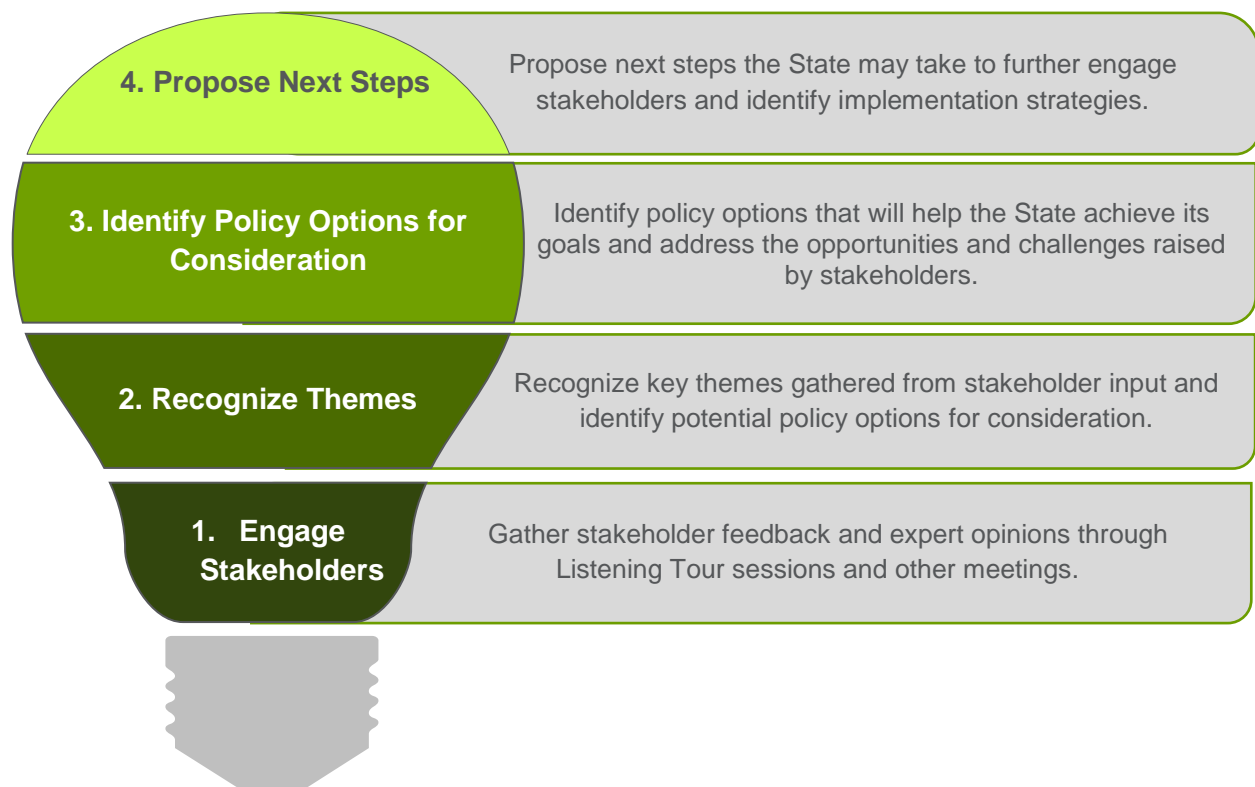 4. Propose Next Steps
Propose next steps the State may take to further engage
stakeholders and identify implementation strategies.
3. Identify Policy Options for
Consideration
Identify policy options that will help the State achieve its
goals and address the opportunities and challenges raised
by stakeholders.
2. Recognize Themes
Recognize key themes gathered from stakeholder input and
identify potential policy options for consideration.
1. Engage
Stakeholders
Gather stakeholder feedback and expert opinions through
Listening Tour sessions and other meetings.